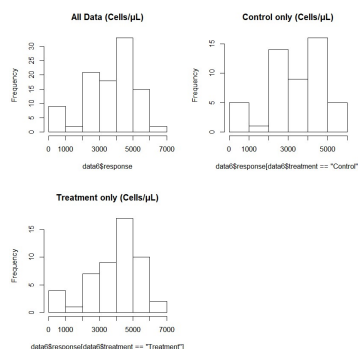 All Data (Cells/µL)
Frequency
0 5 10 15 20 25 30
0 1000 3000 5000 7000
data6$response
Control only (Cells/µL)
Frequency
0 5 10 15
0 1000 3000 5000
data6$response[data6$treatment == "Control"
Treatment only (Cells/µL)
Frequency
0 5 10 15
0 1000 3000 5000 7000
data6$response[data6$treatment == "Treatment"]